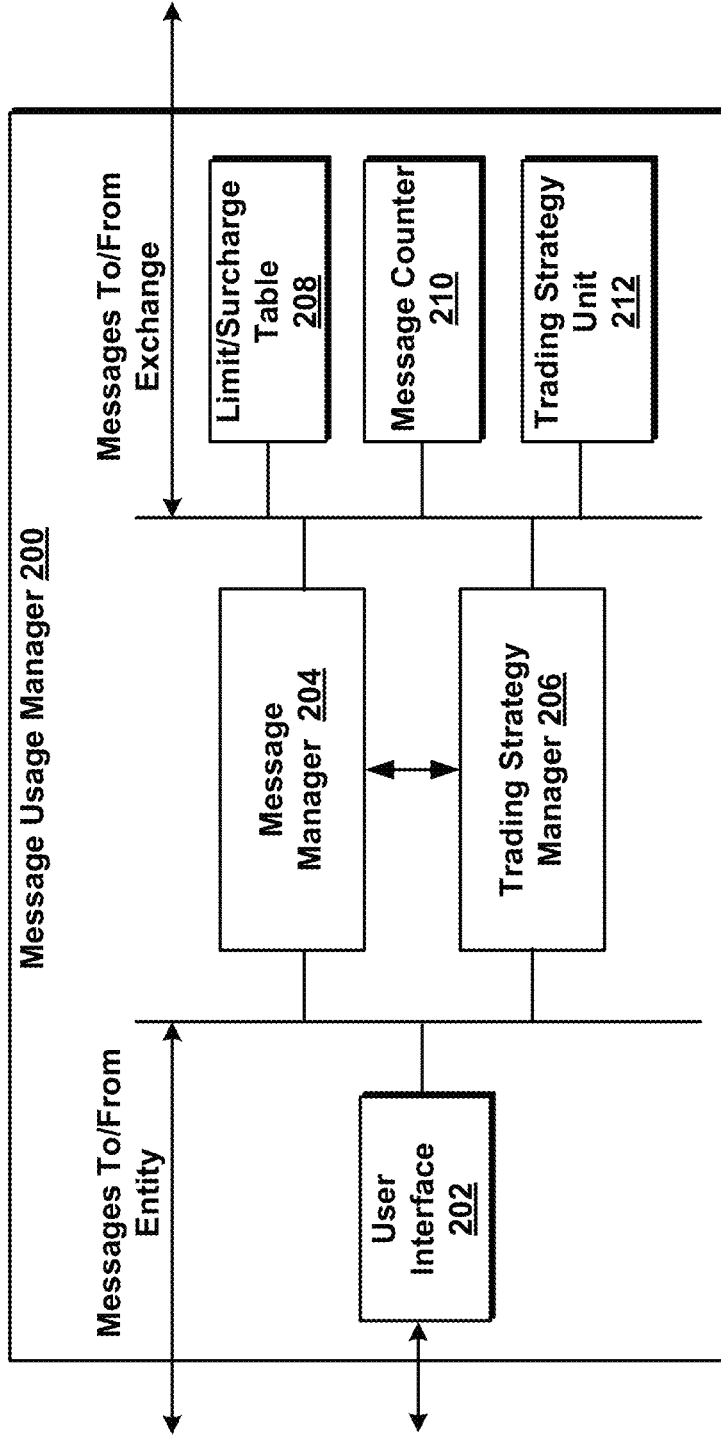 Message Usage Manager 200
Messages To/From
Entity
Messages To/From
Exchange
User
Interface
202
Message
Manager 204
Trading Strategy
Manager 206
Limit/Surcharge
Table
208
Message Counter
210
Trading Strategy
Unit
212